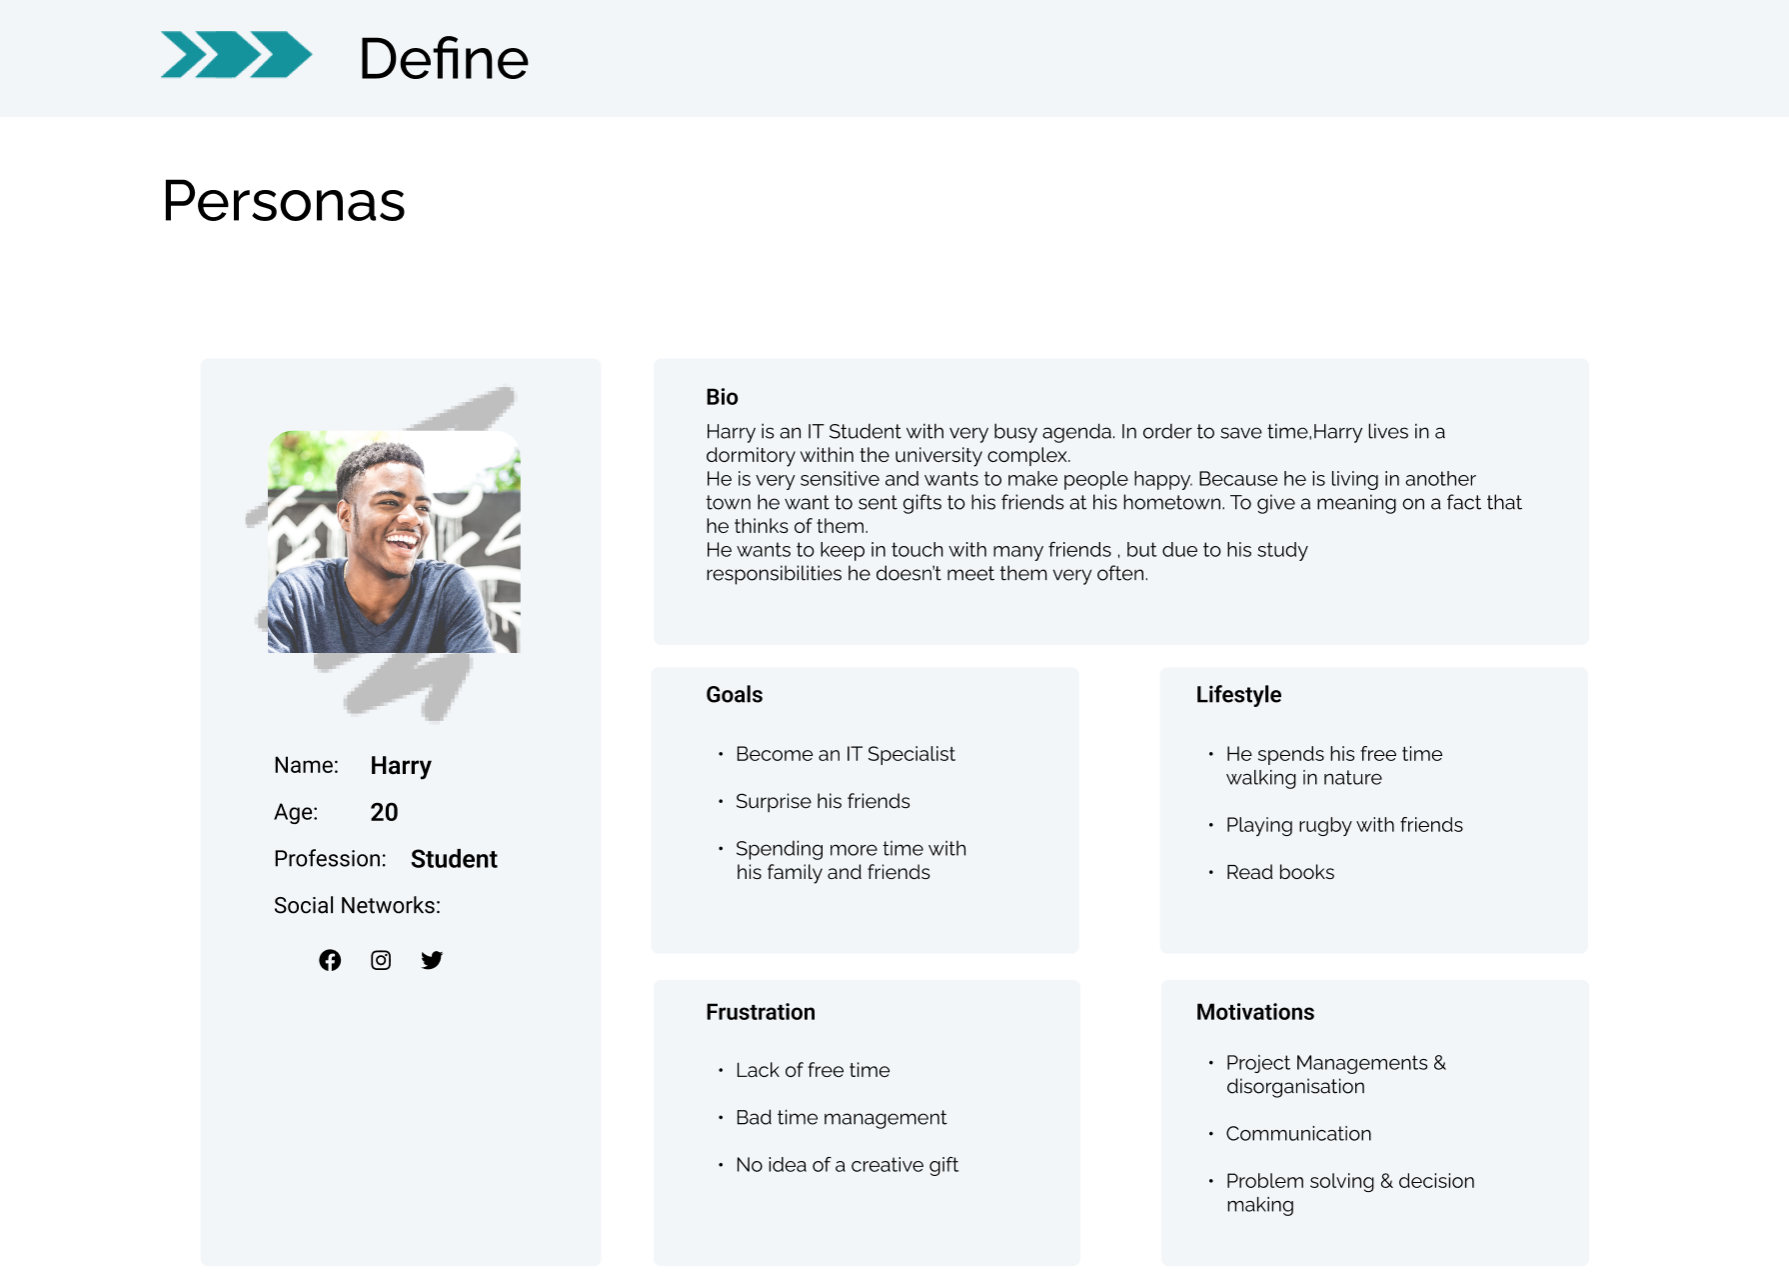 Define
Personas
Name: Harry
Age: 20
Profession: Student
Social Networks:
Bio
Harry is an IT Student with very busy agenda. In order to save time,Harry lives in a
dormitory within the university complex.
He is very sensitive and wants to make people happy. Because he is living in another
town he want to sent gifts to his friends at his hometown. To give a meaning on a fact that
he thinks of them.
He wants to keep in touch with many friends , but due to his study
responsibilities he doesn't meet them very often.
Goals
• Become an IT Specialist
• Surprise his friends
• Spending more time with
his family and friends
Lifestyle
• He spends his free time
walking in nature
• Playing rugby with friends
• Read books
Frustration
• Lack of free time
• Bad time management
• No idea of a creative gift
Motivations
• Project Managements &
disorganisation
• Communication
• Problem solving & decision
making